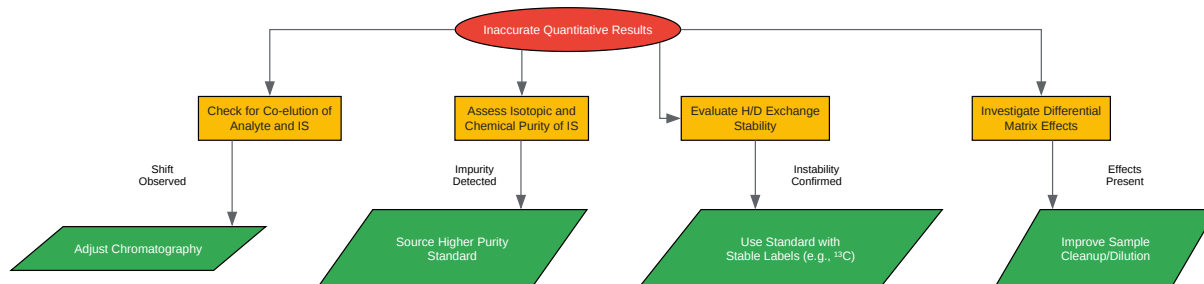 Inaccurate Quantitative Results
Check for Co-elution of
Analyte and IS
Assess Isotopic and
Chemical Purity of IS
Evaluate H/D Exchange
Stability
Investigate Differential
Matrix Effects
Shift
Observed
Impurity
Detected
Instability
Confirmed
Effects
Present
Adjust Chromatography
Source Higher Purity
Standard
Use Standard with
Stable Labels (e.g., ¹³C)
Improve Sample
Cleanup/Dilution